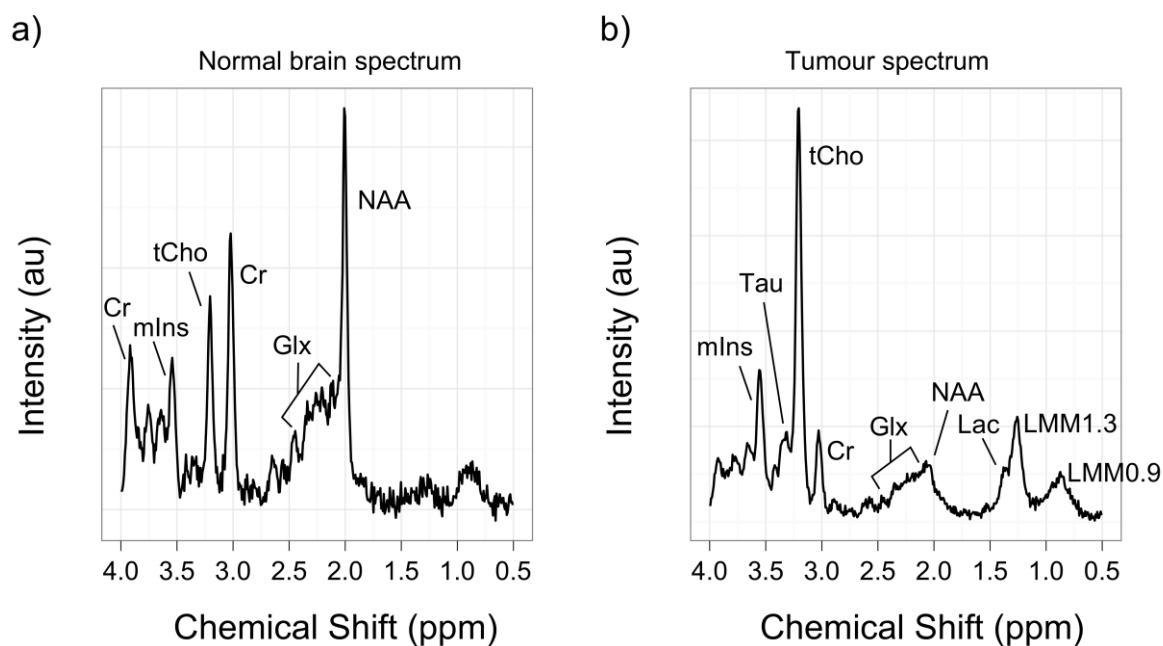 a)
Normal brain spectrum
Intensity (au)
Cr
mIns
tCho
Cr
Glx
NAA
4.0 3.5 3.0 2.5 2.0 1.5 1.0 0.5
Chemical Shift (ppm)
b)
Tumour spectrum
Intensity (au)
mIns
Tau
tCho
Cr
Glx
NAA
Lac
LMM1.3
LMM0.9
4.0 3.5 3.0 2.5 2.0 1.5 1.0 0.5
Chemical Shift (ppm)